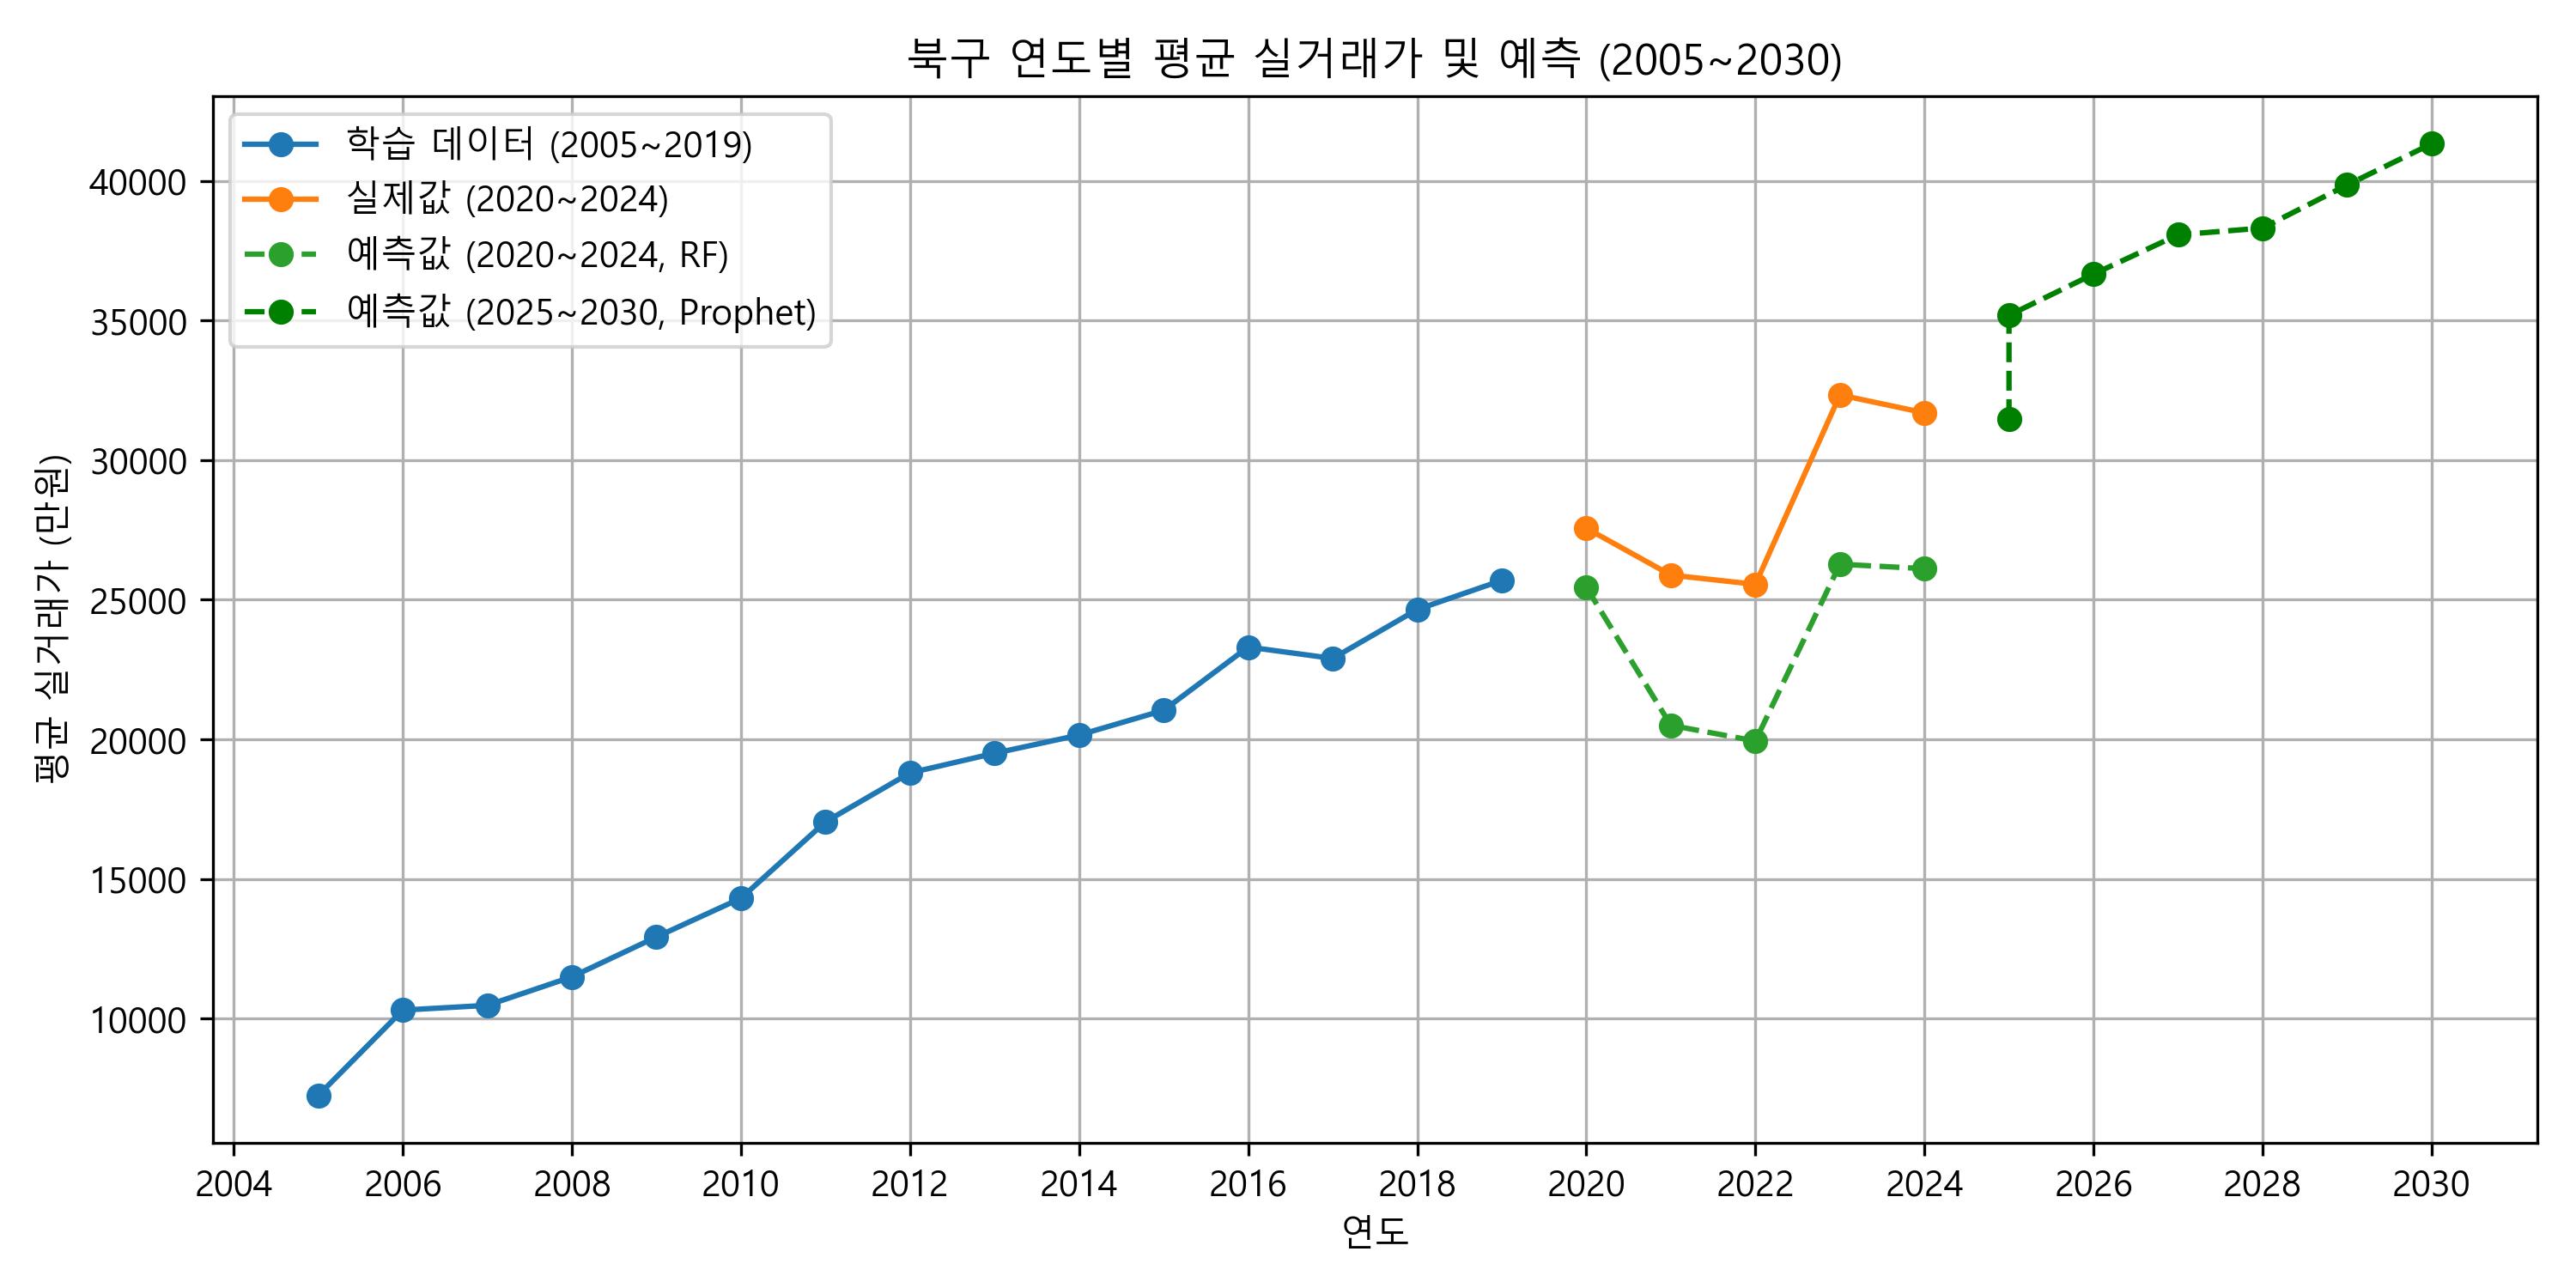 북구 연도별 평균 실거래가 및 예측 (2005~2030)
학습 데이터 (2005~2019)
실제값 (2020~2024)
예측값 (2020~2024, RF)
예측값 (2025~2030, Prophet)
평균 실거래가 (만원)
40000
35000
30000
25000
20000
15000
10000
2004 2006 2008 2010 2012 2014 2016 2018 2020 2022 2024 2026 2028 2030
연도